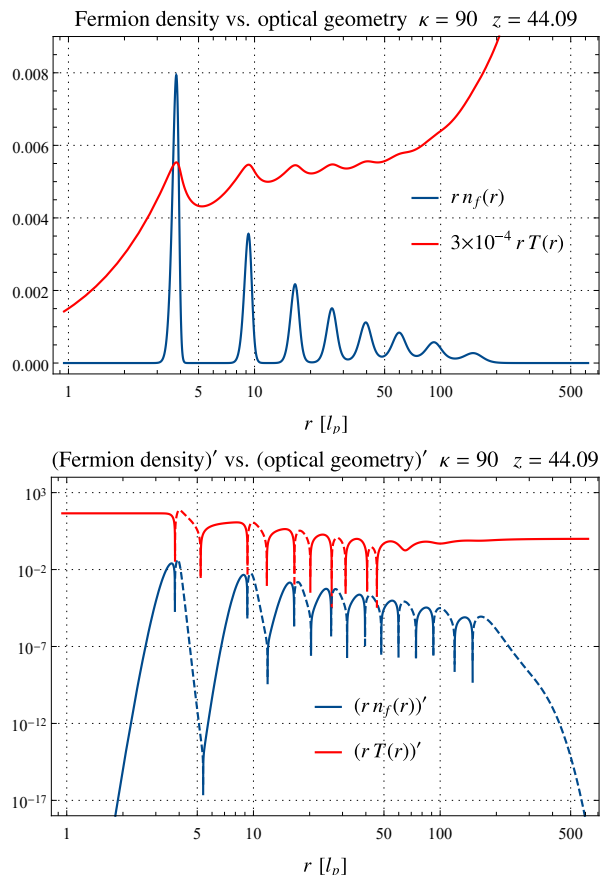 Fermion density vs. optical geometry κ = 90 z = 44.09
0.008
0.006
0.004
0.002
0.000
r n_f(r)
3×10⁻⁴ r T(r)
1 5 10 50 100 500
r [l_p]
(Fermion density)′ vs. (optical geometry)′ κ = 90 z = 44.09
10³
10⁻²
10⁻⁷
10⁻¹²
10⁻¹⁷
(r n_f(r))′
(r T(r))′
1 5 10 50 100 500
r [l_p]